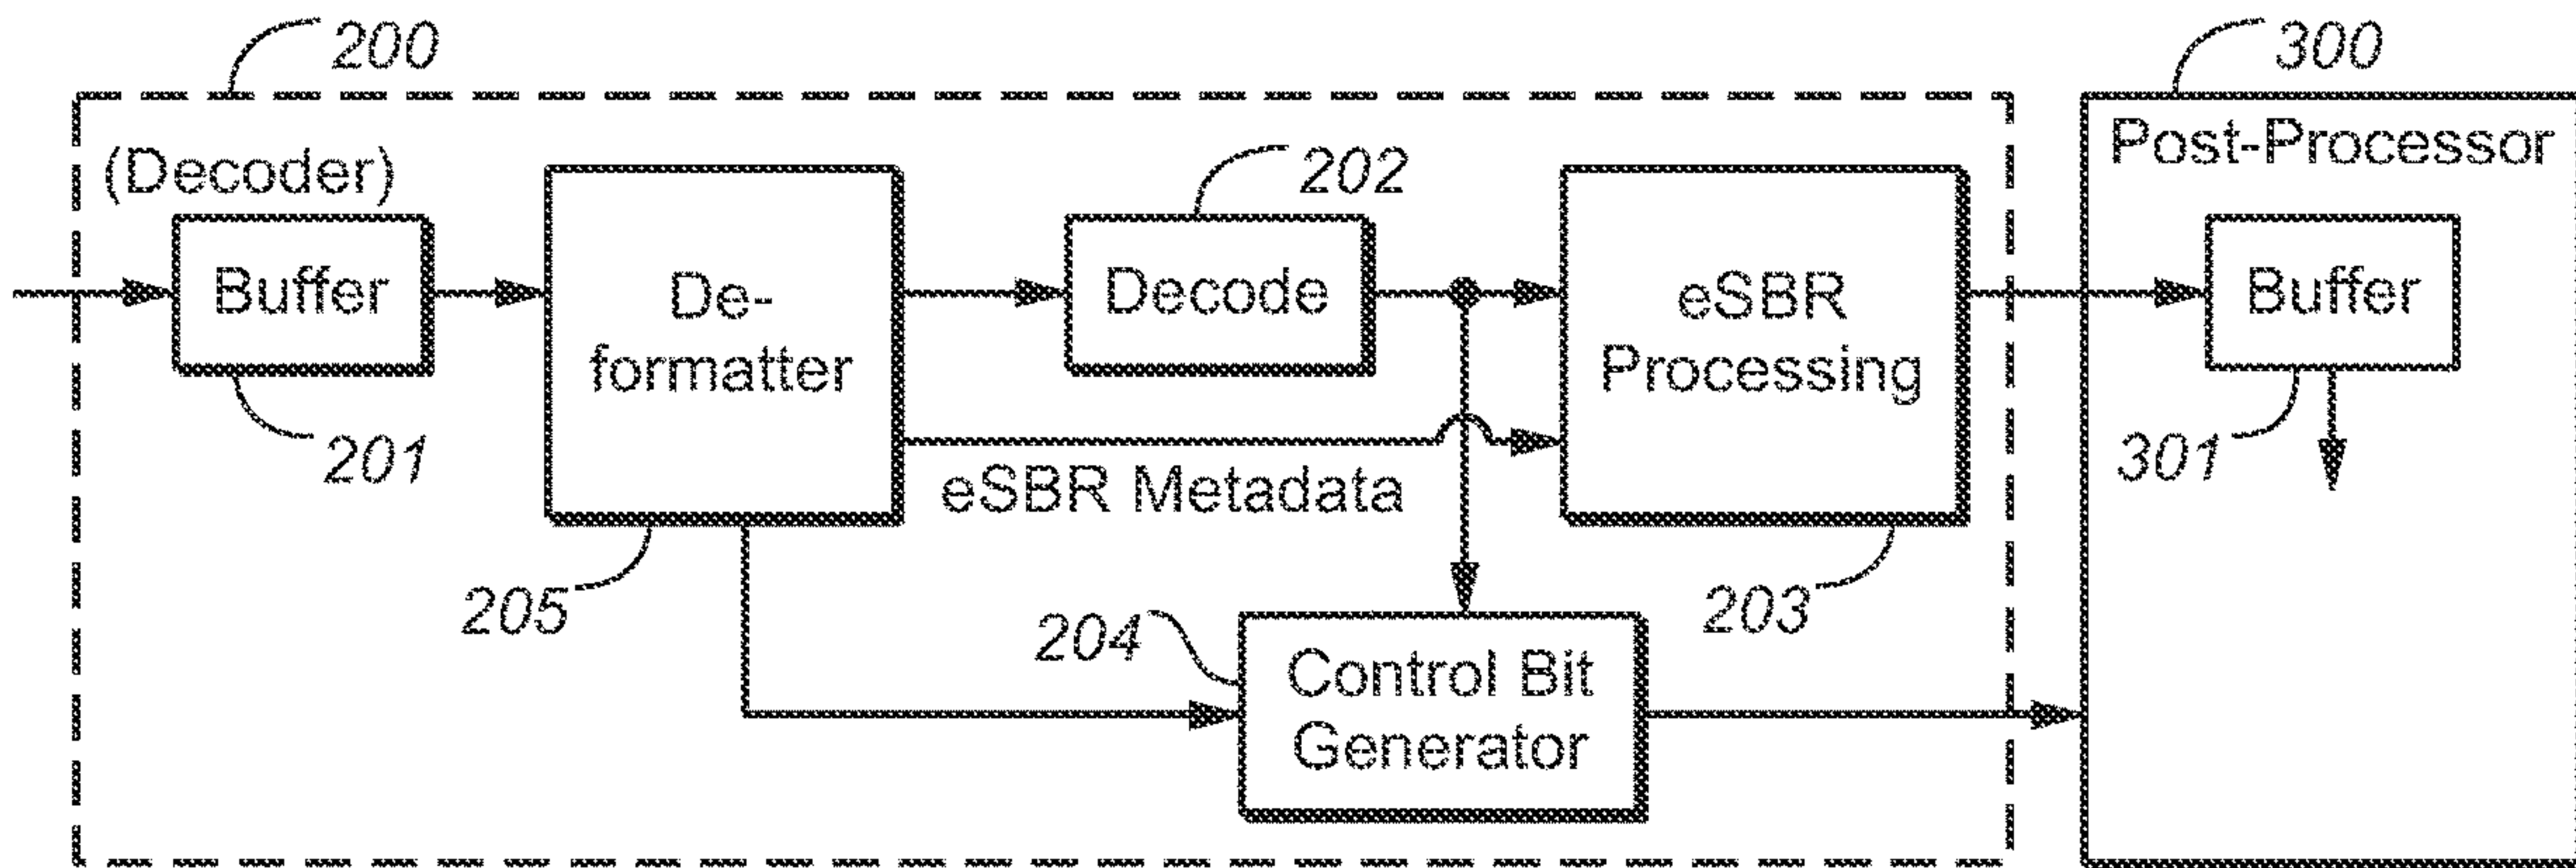 200
300
(Decoder)
Post-Processor
202
Buffer
De-
formatter
Decode
eSBR
Processing
Buffer
201
eSBR Metadata
301
205
204
203
Control Bit
Generator